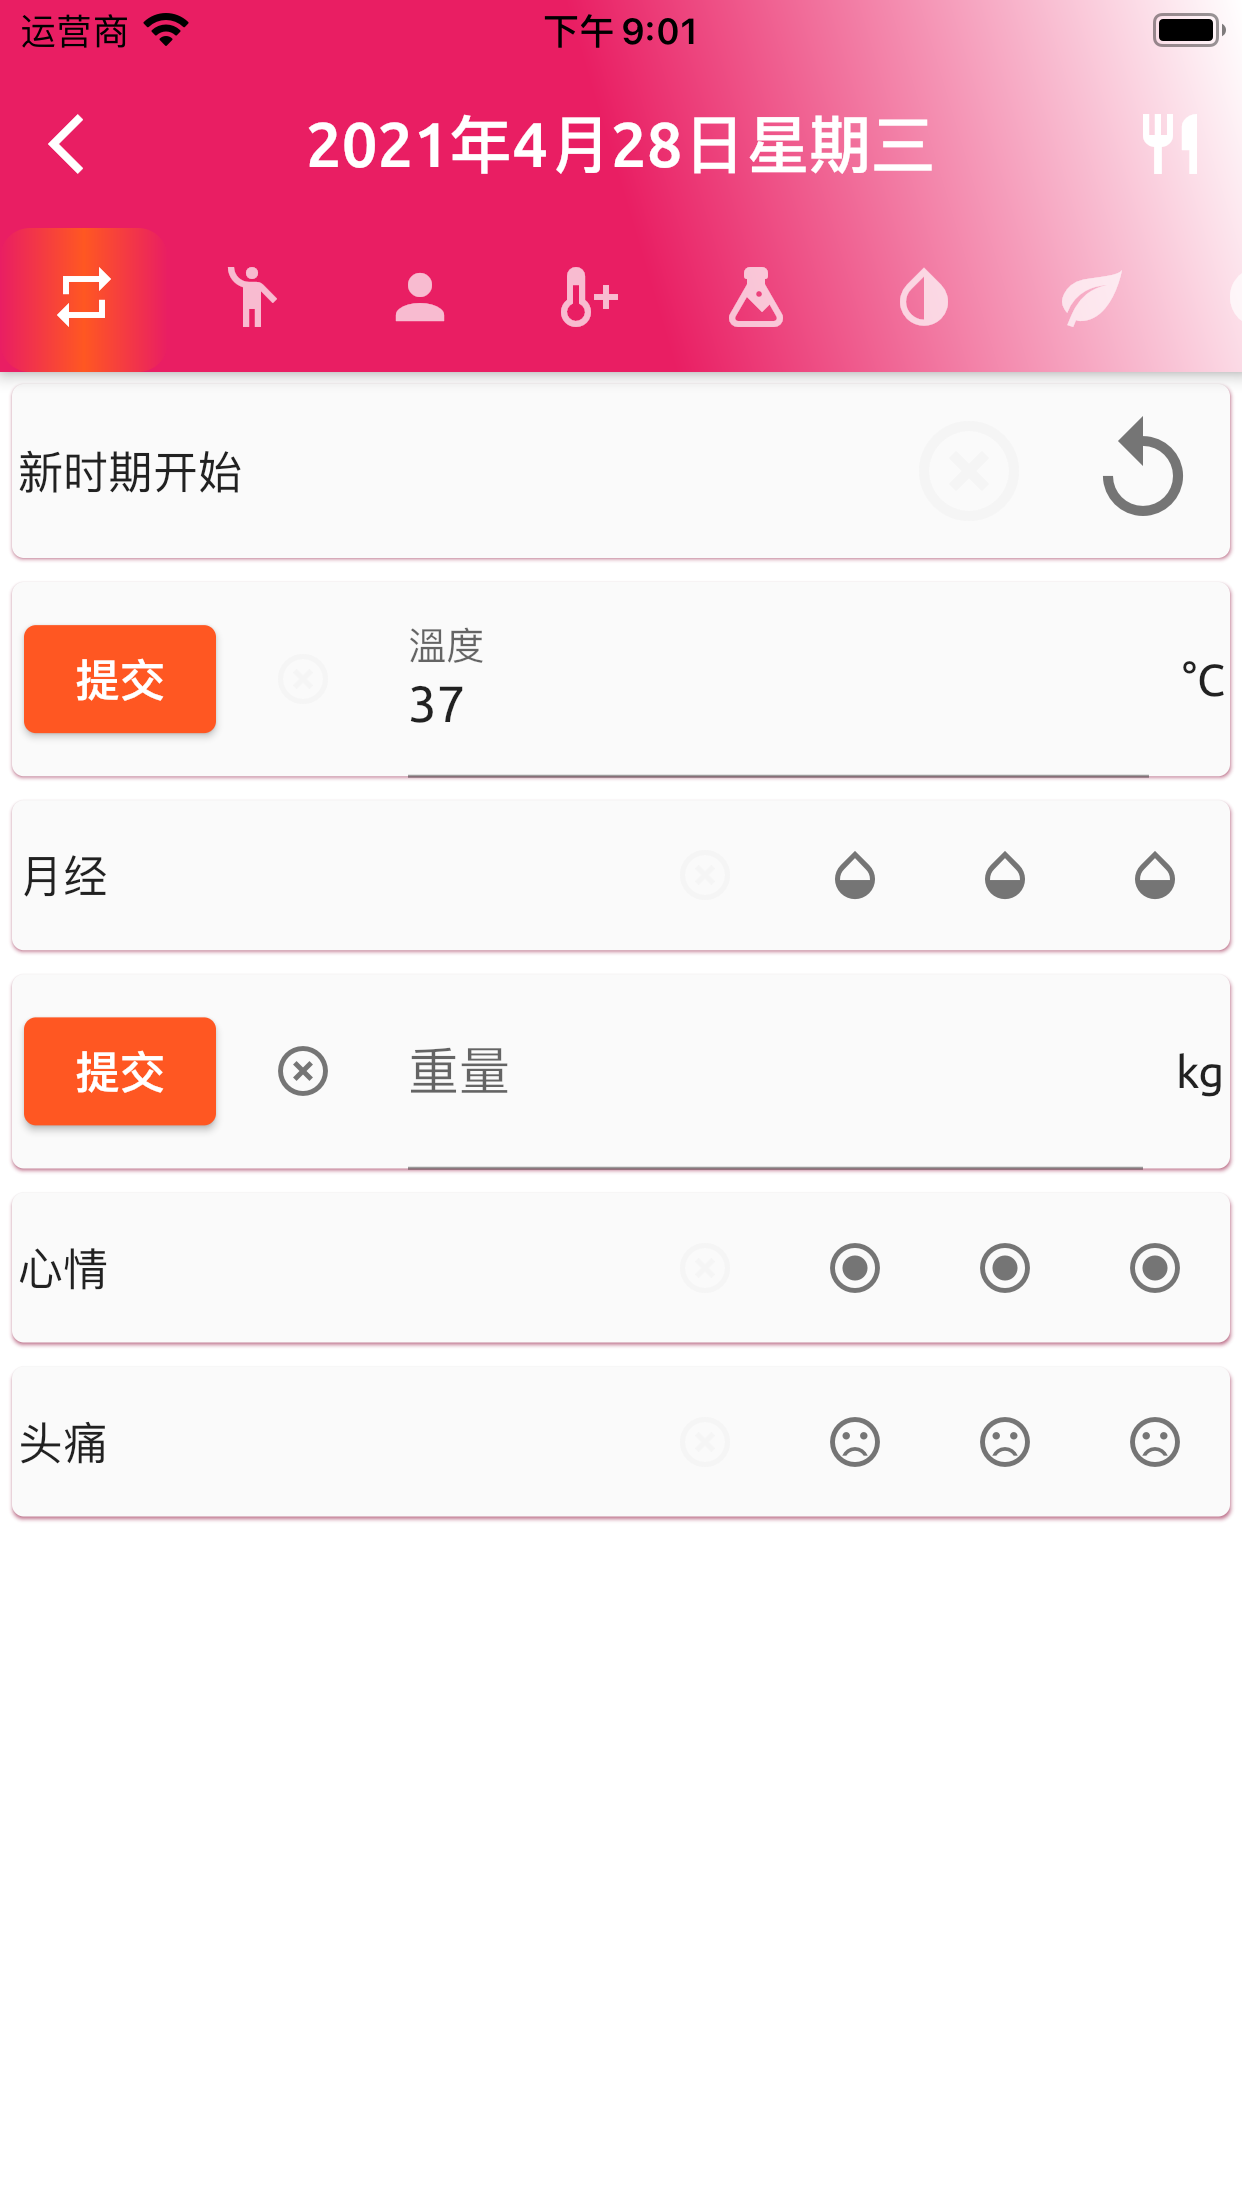 运营商
下午 9:01
2021年4月28日星期三
新时期开始
提交
溫度
37
°C
月经
提交
重量
kg
心情
头痛